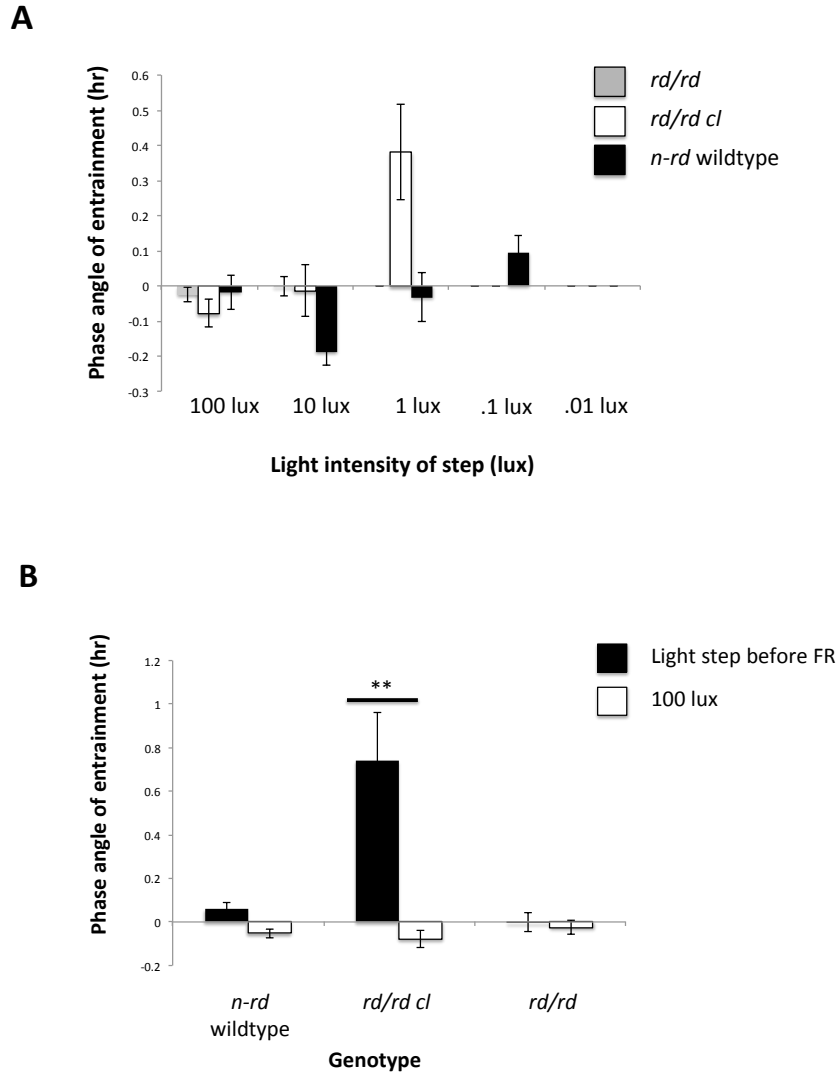 A
Phase angle of entrainment (hr)
0.6
0.5
0.4
0.3
0.2
0.1
0
-0.1
-0.2
-0.3
100 lux
10 lux
1 lux
.1 lux
.01 lux
Light intensity of step (lux)
rd/rd
rd/rd cl
n-rd wildtype
B
Phase angle of entrainment (hr)
1.2
1
0.8
0.6
0.4
0.2
0
-0.2
**
n-rd
wildtype
rd/rd cl
rd/rd
Genotype
Light step before FR
100 lux